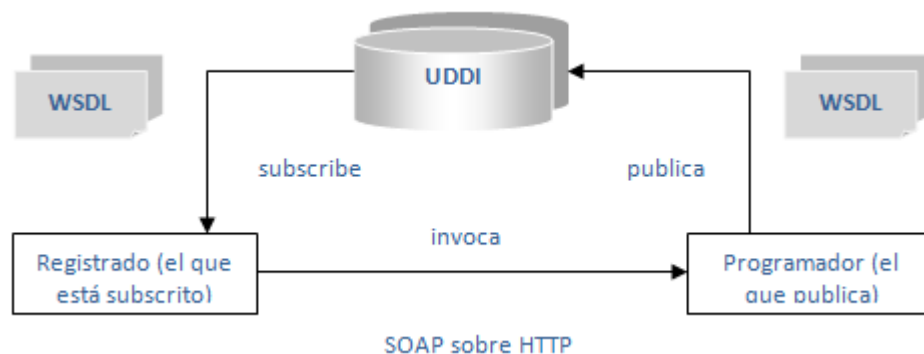 UDDI
WSDL
WSDL
subscribe
publica
invoca
Registrado (el que
está subscrito)
Programador (el
que publica)
SOAP sobre HTTP